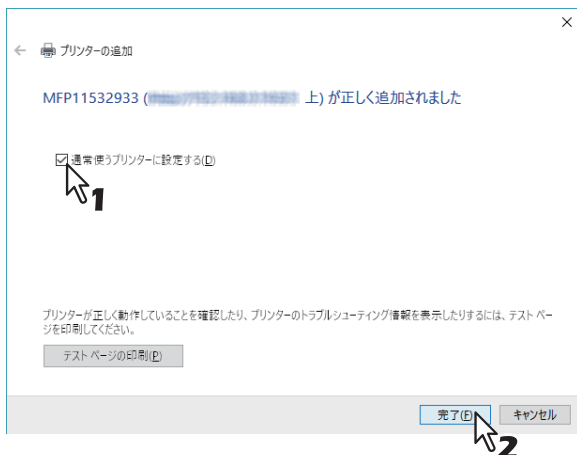 プリンターの追加
MFP11532933 ( 上) が正しく追加されました
通常使うプリンターに設定する(D)
1
プリンターが正しく動作していることを確認したり、プリンターのトラブルシューティング情報を表示したりするには、テスト ペー
ジを印刷してください。
テスト ページの印刷(P)
完了(F) キャンセル
2